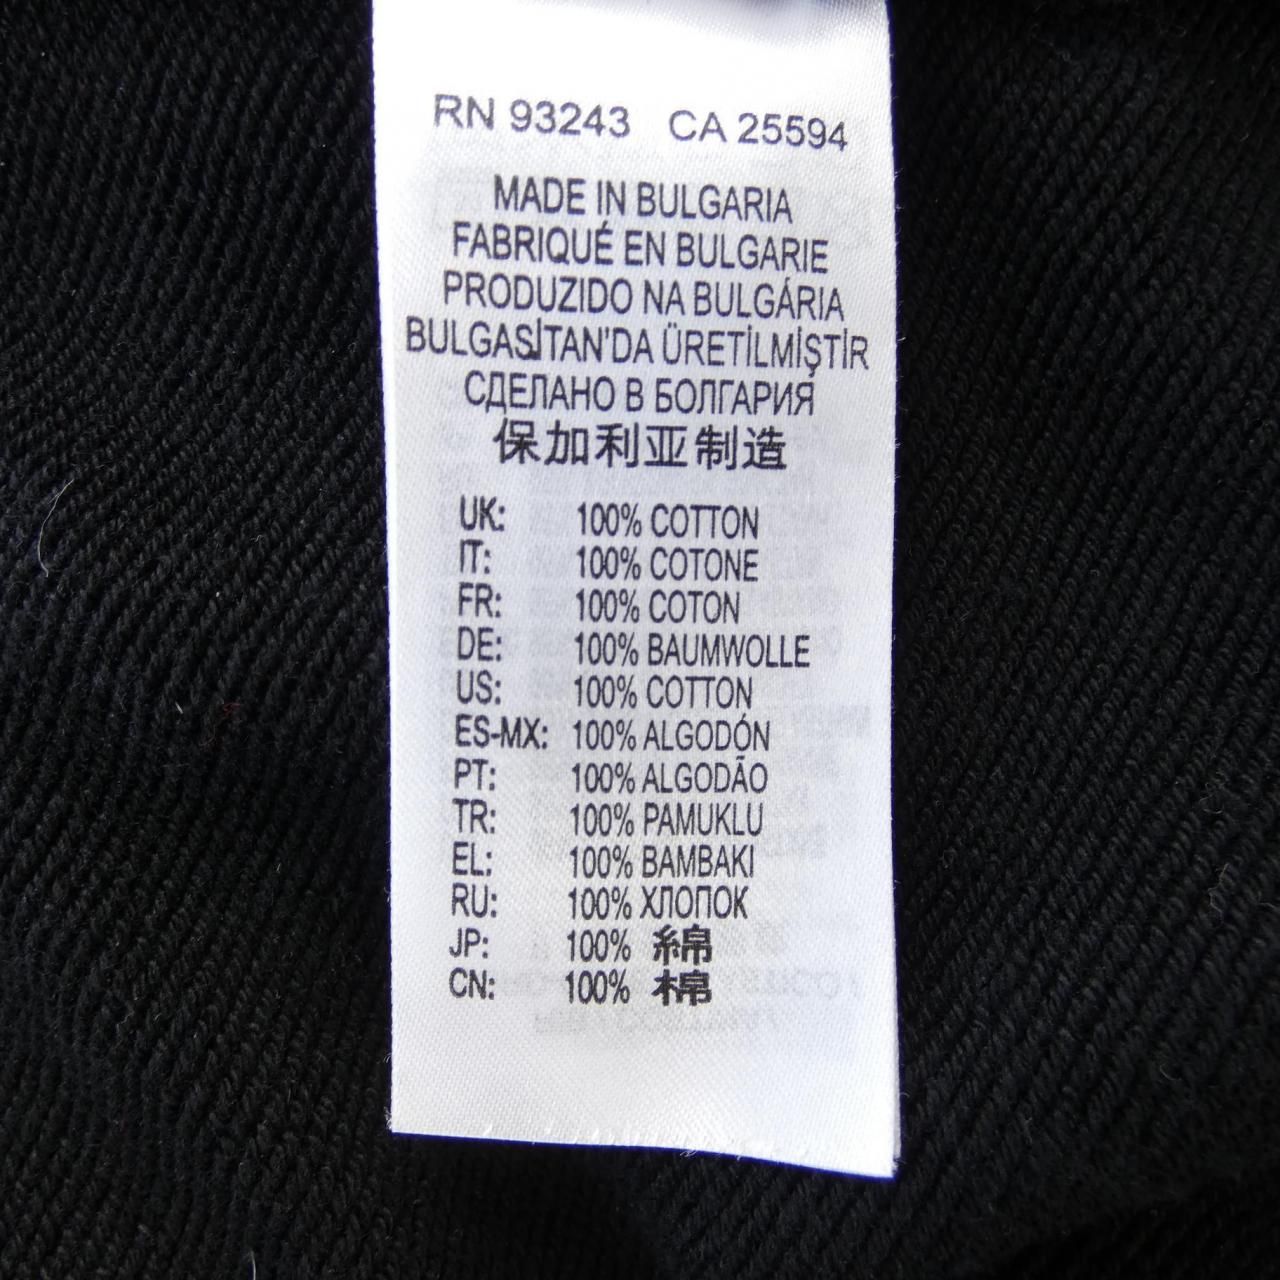 RN 93243 CA 25594
MADE IN BULGARIA
FABRIQUÉ EN BULGARIE
PRODUZIDO NA BULGÁRIA
BULGASİTAN'DA ÜRETİLMİŞTİR
СДЕЛАНО В БОЛГАРИЯ
保加利亚制造
UK: 100% COTTON
IT: 100% COTONE
FR: 100% COTON
DE: 100% BAUMWOLLE
US: 100% COTTON
ES-MX: 100% ALGODÓN
PT: 100% ALGODÃO
TR: 100% PAMUKLU
EL: 100% BAMBAKI
RU: 100% ХЛОПОК
JP: 100% 綿
CN: 100% 棉